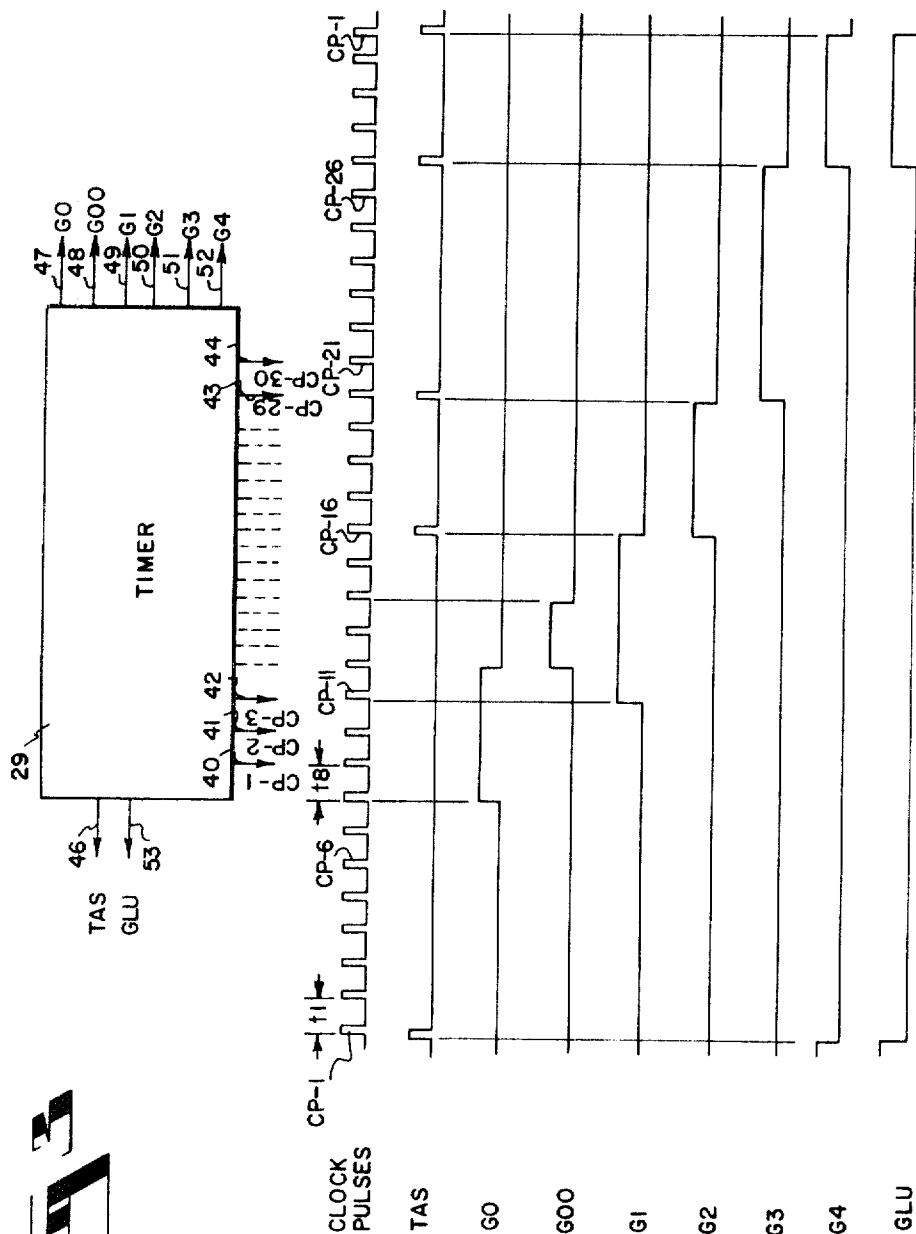 29
TIMER
46
TAS
53
GLU
47
G0
48
G00
49
G1
50
G2
51
G3
52
G4
40
41
42
43
44
CP-1
CP-2
CP-3
CP-29
CP-30
CLOCK
PULSES
CP-1
t1
CP-6
t8
CP-11
CP-16
CP-21
CP-26
CP-1
TAS
G0
G00
G1
G2
G3
G4
GLU